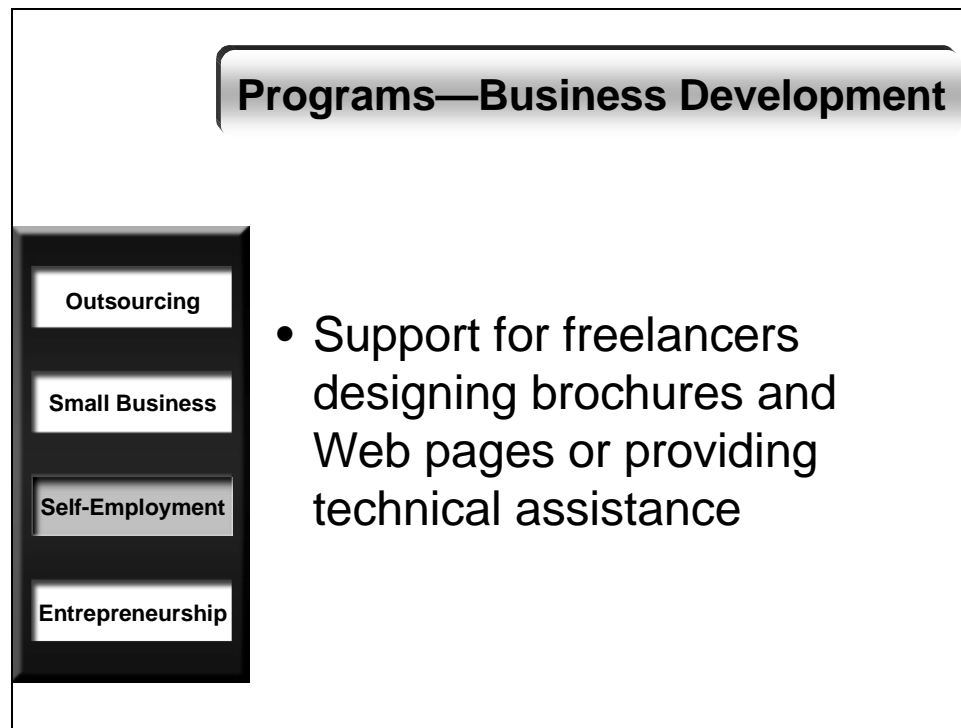 Programs—Business Development
Outsourcing
Small Business
Self-Employment
Entrepreneurship
• Support for freelancers
designing brochures and
Web pages or providing
technical assistance